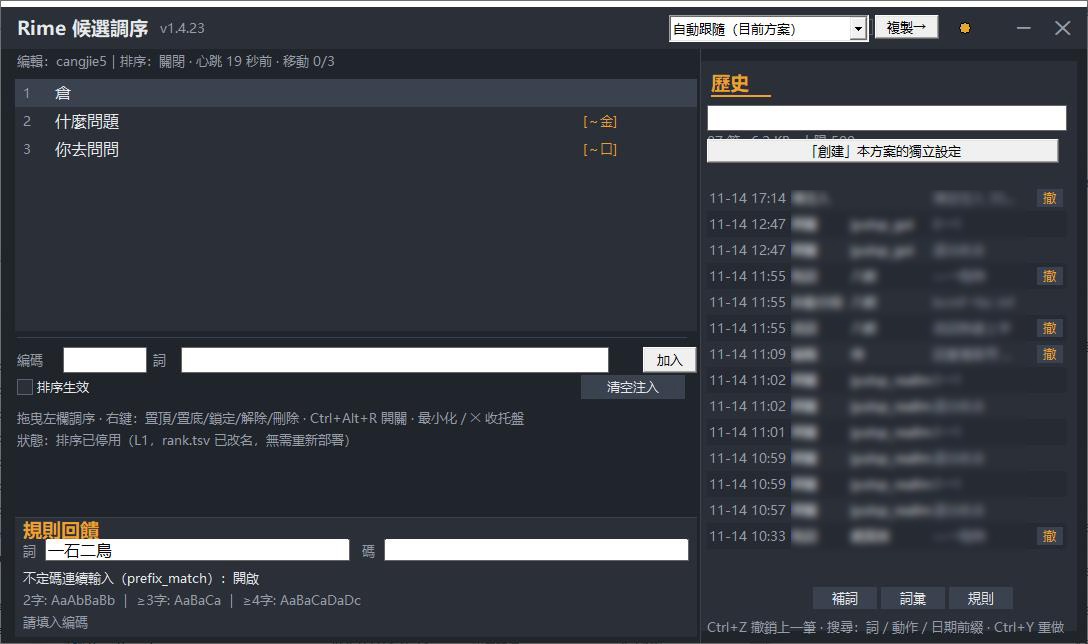 Rime 候選調序 v1.4.23
自動跟隨（目前方案）
複製→
編輯：cangjie5 | 排序：關閉 · 心跳 19 秒前 · 移動 0/3
1 倉
2 什麼問題 [~金]
3 你去問問 [~口]
編碼
詞
加入
排序生效
清空注入
拖曳左欄調序 · 右鍵：置頂/置底/鎖定/解除/刪除 · Ctrl+Alt+R 開關 · 最小化 / ✕ 收托盤
狀態：排序已停用（L1，rank.tsv 已改名，無需重新部署）
規則回饋
詞 一石二鳥 碼
不定碼連續輸入（prefix_match）：開啟
2字: AaAbBaBb | ≥3字: AaBaCa | ≥4字: AaBaCaDaDc
請填入編碼
歷史
「創建」本方案的獨立設定
11-14 17:14 撤
11-14 12:47
11-14 12:47
11-14 11:55 撤
11-14 11:55
11-14 11:55 撤
11-14 11:09 撤
11-14 11:02
11-14 11:02
11-14 11:01
11-14 10:59
11-14 10:59
11-14 10:57
11-14 10:33 撤
補詞 詞彙 規則
Ctrl+Z 撤銷上一筆 · 搜尋：詞 / 動作 / 日期前綴 · Ctrl+Y 重做